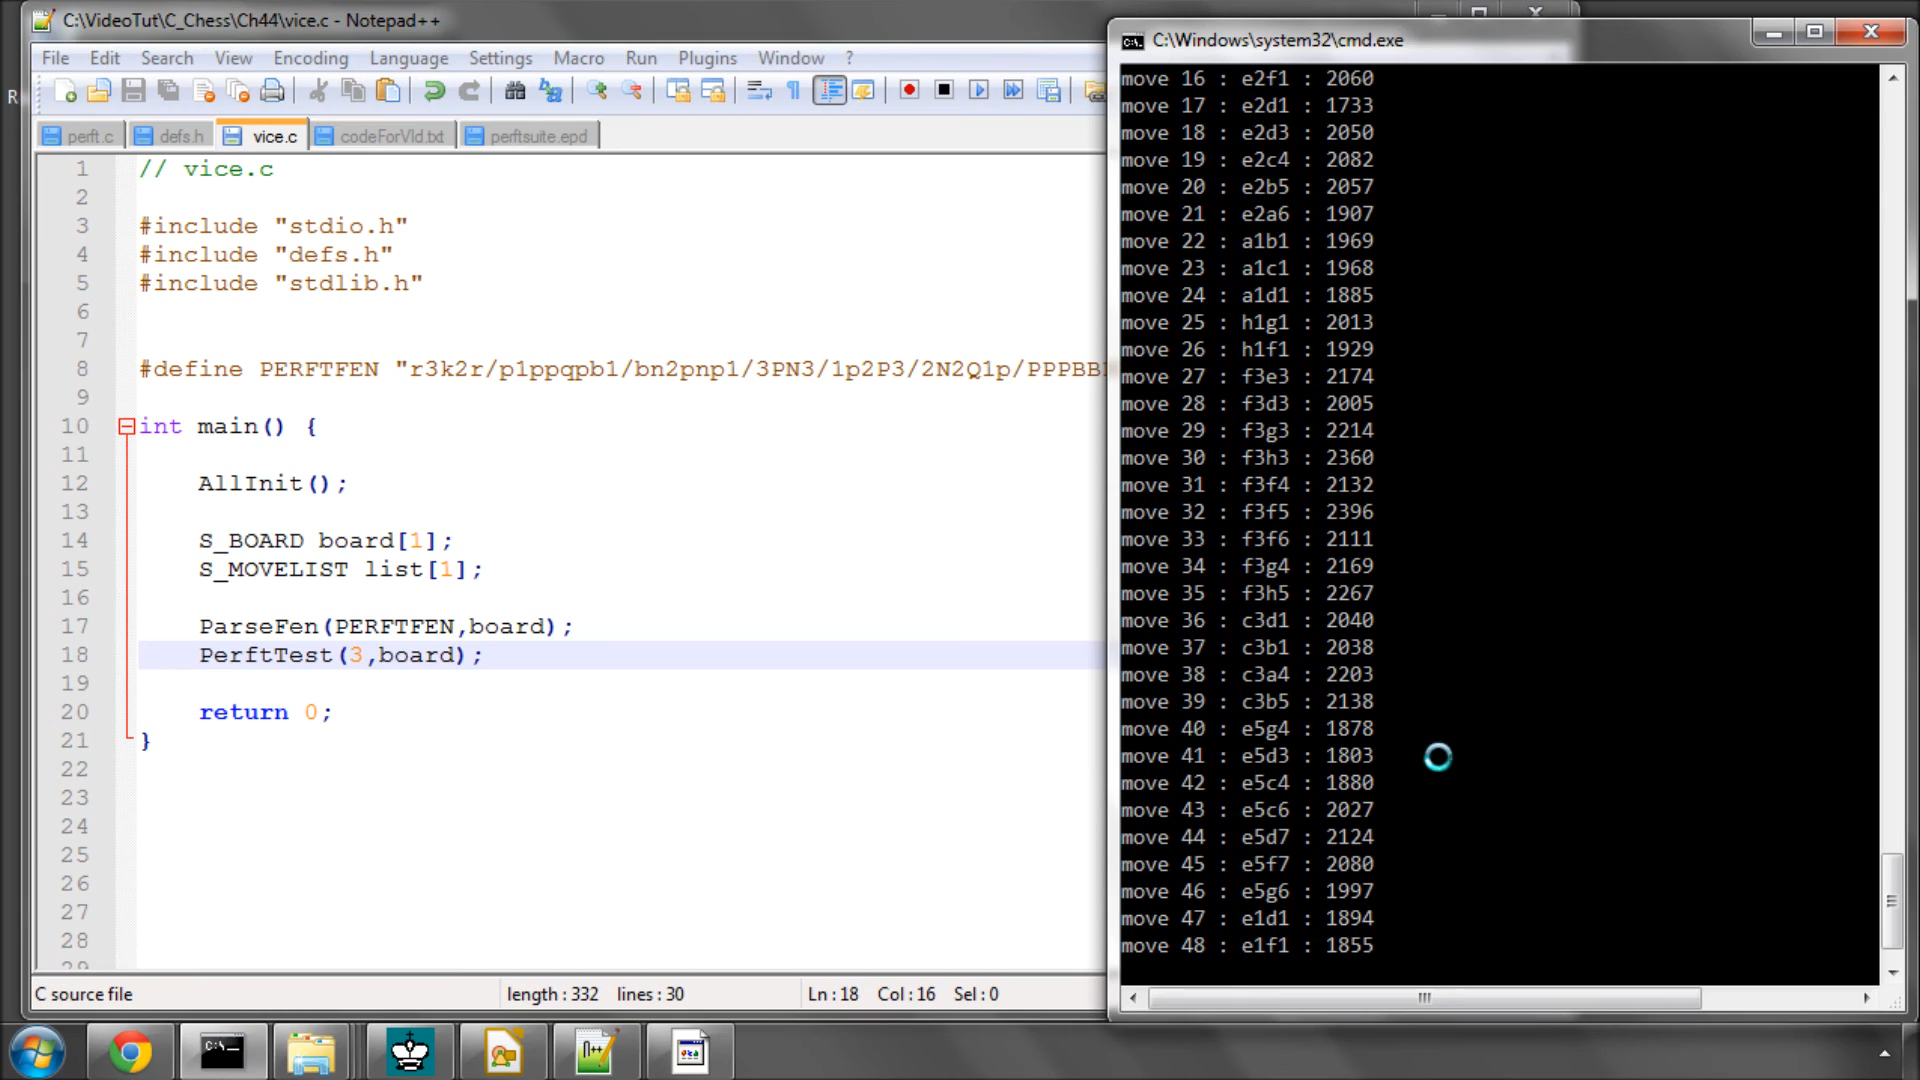 C:\VideoTut\C_Chess\Ch44\vice.c - Notepad++
File Edit Search View Encoding Language Settings Macro Run Plugins Window ?
perft.c defs.h vice.c codeForVid.txt perftsuite.epd
1 // vice.c
2
3 #include "stdio.h"
4 #include "defs.h"
5 #include "stdlib.h"
6
7
8 #define PERFTFEN "r3k2r/p1ppqpb1/bn2pnp1/3PN3/1p2P3/2N2Q1p/PPPBB
9
10 int main() {
11
12 AllInit();
13
14 S_BOARD board[1];
15 S_MOVELIST list[1];
16
17 ParseFen(PERFTFEN,board);
18 PerftTest(3,board);
19
20 return 0;
21 }
22
23
24
25
26
27
28
29
C source file length : 332 lines : 30 Ln : 18 Col : 16 Sel : 0
C:\Windows\system32\cmd.exe
move 16 : e2f1 : 2060
move 17 : e2d1 : 1733
move 18 : e2d3 : 2050
move 19 : e2c4 : 2082
move 20 : e2b5 : 2057
move 21 : e2a6 : 1907
move 22 : a1b1 : 1969
move 23 : a1c1 : 1968
move 24 : a1d1 : 1885
move 25 : h1g1 : 2013
move 26 : h1f1 : 1929
move 27 : f3e3 : 2174
move 28 : f3d3 : 2005
move 29 : f3g3 : 2214
move 30 : f3h3 : 2360
move 31 : f3f4 : 2132
move 32 : f3f5 : 2396
move 33 : f3f6 : 2111
move 34 : f3g4 : 2169
move 35 : f3h5 : 2267
move 36 : c3d1 : 2040
move 37 : c3b1 : 2038
move 38 : c3a4 : 2203
move 39 : c3b5 : 2138
move 40 : e5g4 : 1878
move 41 : e5d3 : 1803
move 42 : e5c4 : 1880
move 43 : e5c6 : 2027
move 44 : e5d7 : 2124
move 45 : e5f7 : 2080
move 46 : e5g6 : 1997
move 47 : e1d1 : 1894
move 48 : e1f1 : 1855